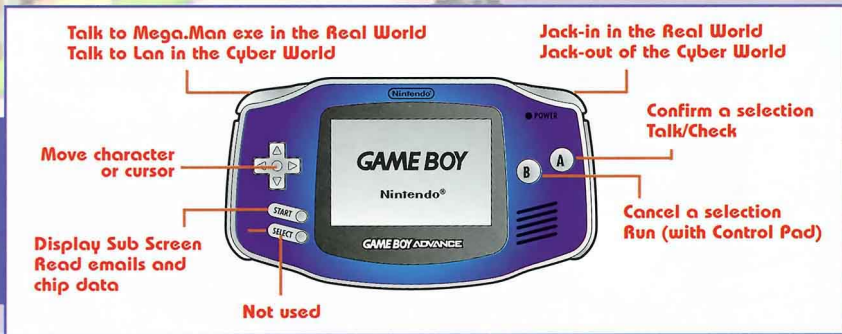 Talk to Mega.Man exe in the Real World
Talk to Lan in the Cyber World
Jack-in in the Real World
Jack-out of the Cyber World
Nintendo
POWER
Confirm a selection
Talk/Check
Move character
or cursor
GAME BOY
Nintendo®
A
B
START
SELECT
GAME BOY ADVANCE
Cancel a selection
Run (with Control Pad)
Display Sub Screen
Read emails and
chip data
Not used